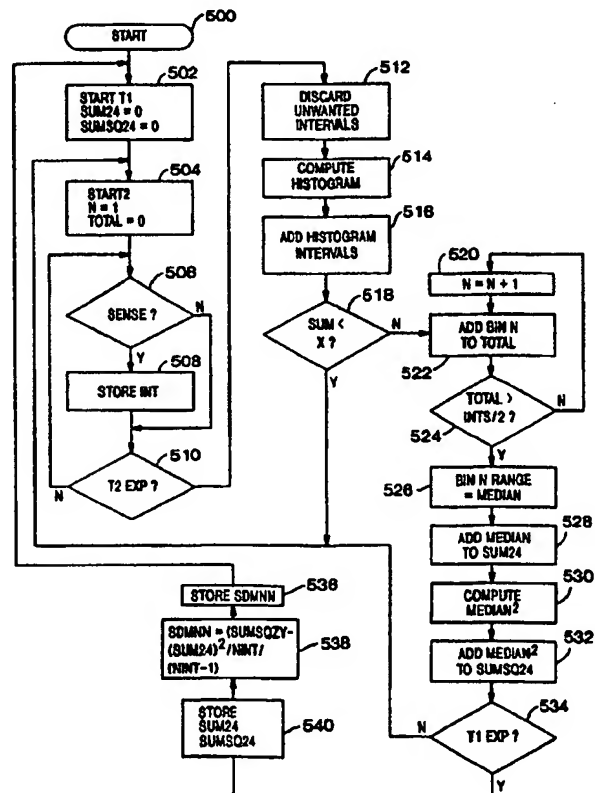 START
500
502
START T1
SUM24 = 0
SUMSQ24 = 0
504
START2
N = 1
TOTAL = 0
508
SENSE ?
N
Y
508
STORE INT
510
T2 EXP ?
N
512
DISCARD
UNWANTED
INTERVALS
514
COMPUTE
HISTOGRAM
516
ADD HISTOGRAM
INTERVALS
518
SUM <
X ?
N
Y
520
N = N + 1
ADD BIN N
TO TOTAL
522
TOTAL >
INTS/2 ?
N
524
Y
526
BIN N RANGE
= MEDIAN
528
ADD MEDIAN
TO SUM24
530
COMPUTE
MEDIAN²
532
ADD MEDIAN²
TO SUMSQ24
534
T1 EXP ?
N
Y
536
STORE SDMNN
538
SDMNN = (SUMSQZY-
(SUM24)²/NINT/
(NINT-1)
540
STORE
SUM24
SUMSQ24